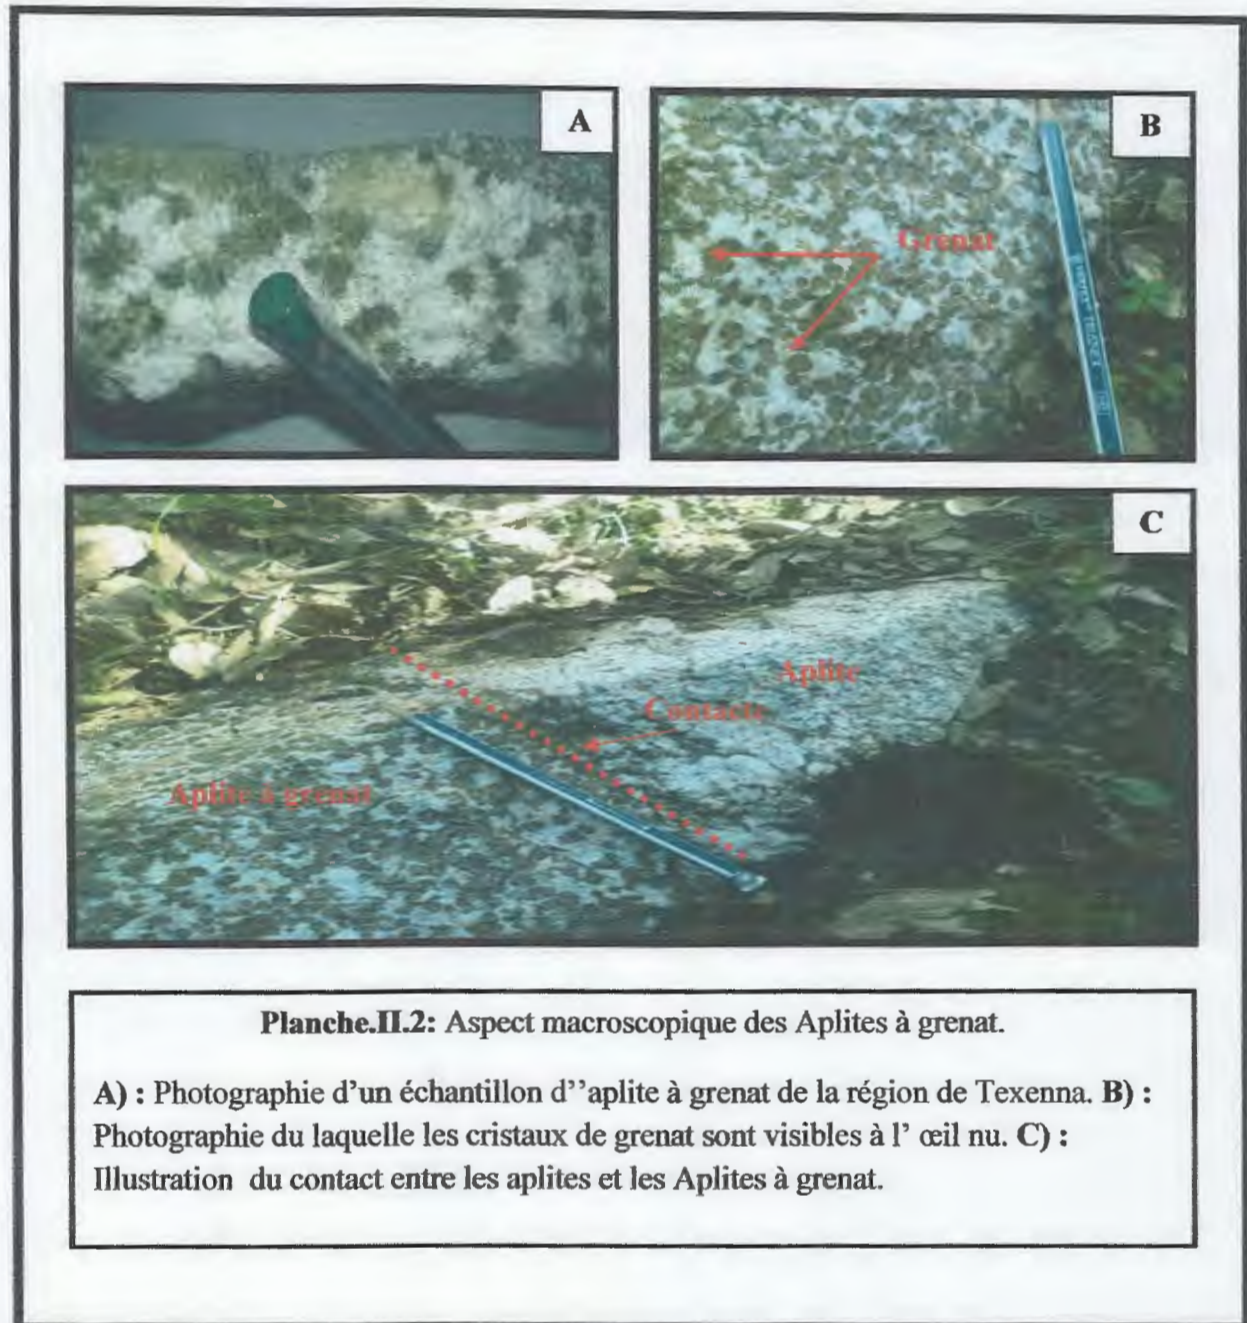 A
B
Grenat
C
Aplite
Contacte
Aplite à grenat
Planche.II.2: Aspect macroscopique des Aplites à grenat.
A) : Photographie d’un échantillon d’’aplite à grenat de la région de Texenna. B) :
Photographie du laquelle les cristaux de grenat sont visibles à l’ œil nu. C) :
Illustration du contact entre les aplites et les Aplites à grenat.